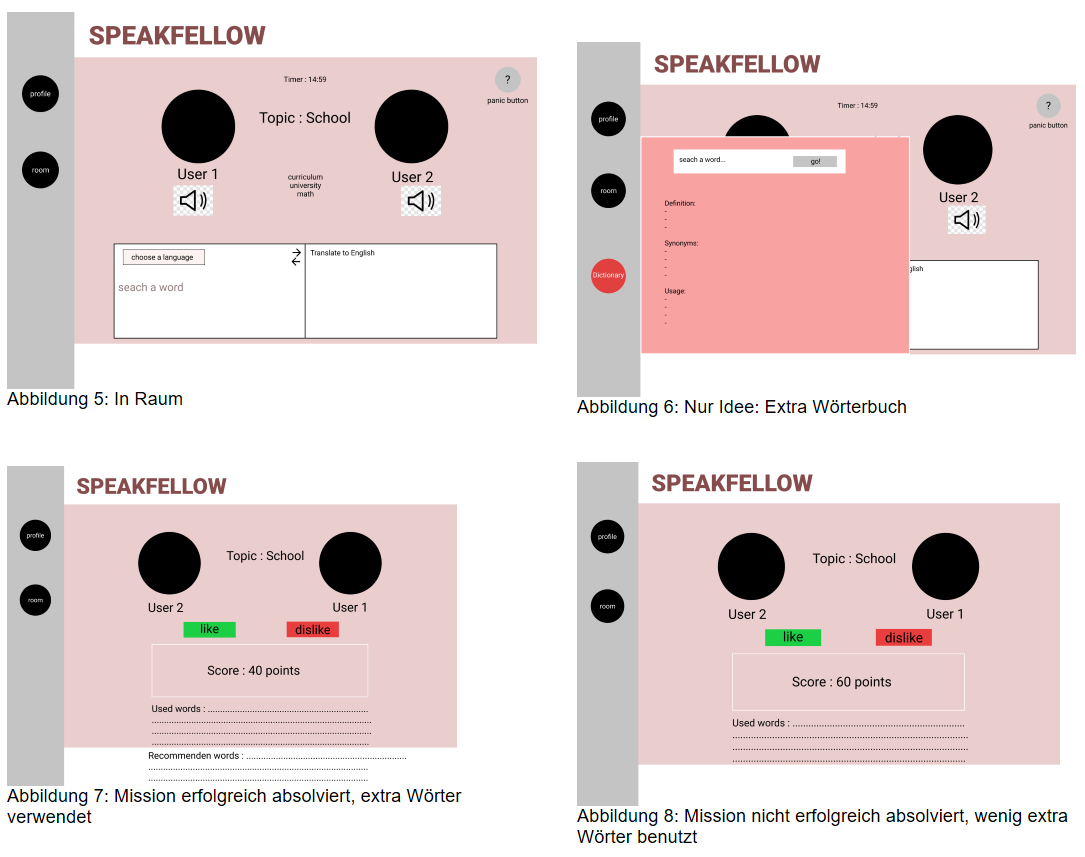 SPEAKFELLOW
profile
room
Timer : 14:59
?
panic button
Topic : School
User 1
User 2
curriculum
university
math
choose a language
Translate to English
seach a word
Abbildung 5: In Raum
SPEAKFELLOW
profile
room
Dictionary
Timer : 14:59
?
panic button
seach a word...
go!
User 2
Definition:
-
-
-
Synonyms:
-
-
-
Usage:
-
-
-
-
glish
Abbildung 6: Nur Idee: Extra Wörterbuch
SPEAKFELLOW
profile
room
Topic : School
User 2
User 1
like
dislike
Score : 40 points
Used words : ................................................................
................................................................
................................................................
................................................................
Recommenden words : ................................................................
................................................................
................................................................
Abbildung 7: Mission erfolgreich absolviert, extra Wörter
verwendet
SPEAKFELLOW
profile
room
Topic : School
User 2
User 1
like
dislike
Score : 60 points
Used words : ................................................................
................................................................
................................................................
................................................................
Abbildung 8: Mission nicht erfolgreich absolviert, wenig extra
Wörter benutzt